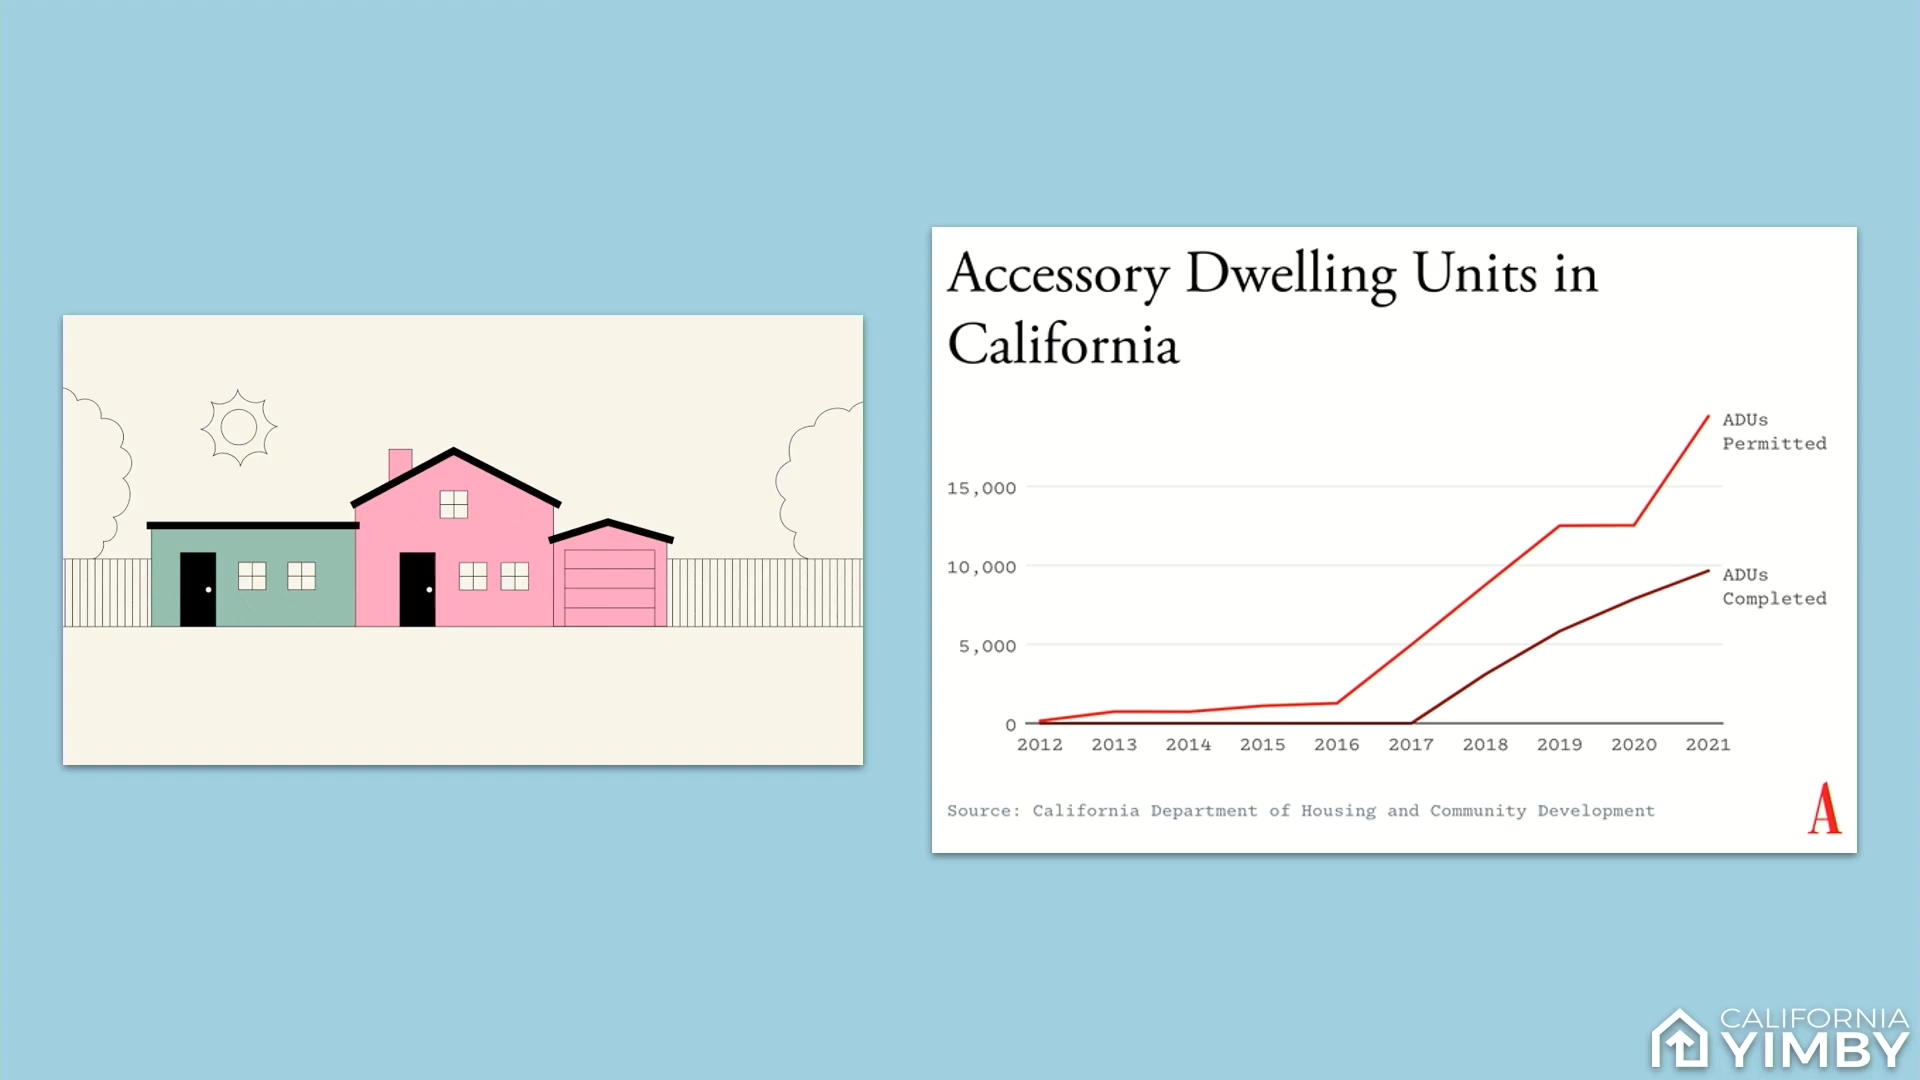 Accessory Dwelling Units in
California
ADUs
Permitted
15,000
10,000
ADUs
Completed
5,000
0
2012 2013 2014 2015 2016 2017 2018 2019 2020 2021
Source: California Department of Housing and Community Development
A
CALIFORNIA
YIMBY